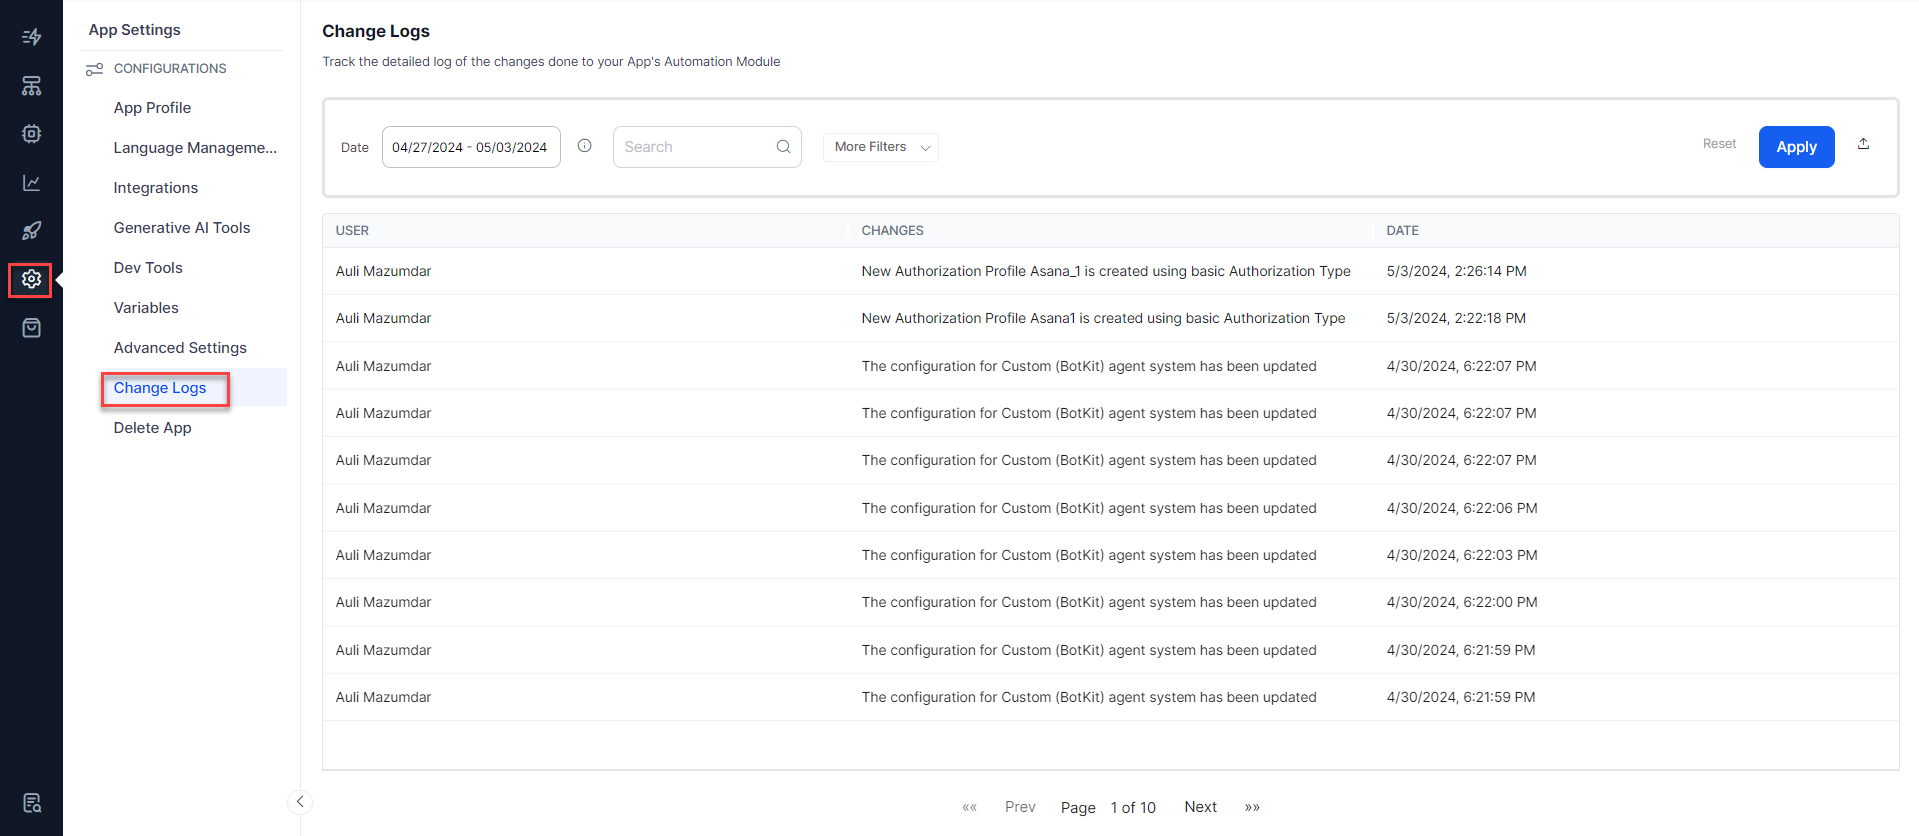 App Settings
CONFIGURATIONS
App Profile
Language Manageme...
Integrations
Generative AI Tools
Dev Tools
Variables
Advanced Settings
Change Logs
Delete App
Change Logs
Track the detailed log of the changes done to your App's Automation Module
Date 04/27/2024 - 05/03/2024 Search More Filters Reset Apply
USER CHANGES DATE
Auli Mazumdar New Authorization Profile Asana_1 is created using basic Authorization Type 5/3/2024, 2:26:14 PM
Auli Mazumdar New Authorization Profile Asana1 is created using basic Authorization Type 5/3/2024, 2:22:18 PM
Auli Mazumdar The configuration for Custom (BotKit) agent system has been updated 4/30/2024, 6:22:07 PM
Auli Mazumdar The configuration for Custom (BotKit) agent system has been updated 4/30/2024, 6:22:07 PM
Auli Mazumdar The configuration for Custom (BotKit) agent system has been updated 4/30/2024, 6:22:07 PM
Auli Mazumdar The configuration for Custom (BotKit) agent system has been updated 4/30/2024, 6:22:06 PM
Auli Mazumdar The configuration for Custom (BotKit) agent system has been updated 4/30/2024, 6:22:03 PM
Auli Mazumdar The configuration for Custom (BotKit) agent system has been updated 4/30/2024, 6:22:00 PM
Auli Mazumdar The configuration for Custom (BotKit) agent system has been updated 4/30/2024, 6:21:59 PM
Auli Mazumdar The configuration for Custom (BotKit) agent system has been updated 4/30/2024, 6:21:59 PM
«« Prev Page 1 of 10 Next »»